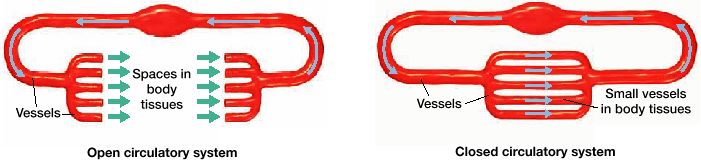 Spaces in
body
tissues
Vessels
Open circulatory system
Vessels
Small vessels
in body tissues
Closed circulatory system